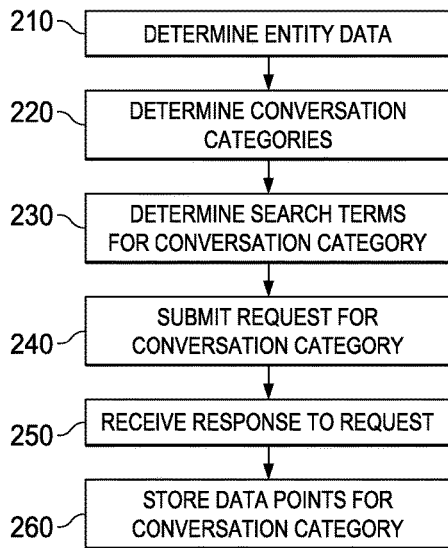 210
DETERMINE ENTITY DATA
220
DETERMINE CONVERSATION
CATEGORIES
230
DETERMINE SEARCH TERMS
FOR CONVERSATION CATEGORY
240
SUBMIT REQUEST FOR
CONVERSATION CATEGORY
250
RECEIVE RESPONSE TO REQUEST
260
STORE DATA POINTS FOR
CONVERSATION CATEGORY